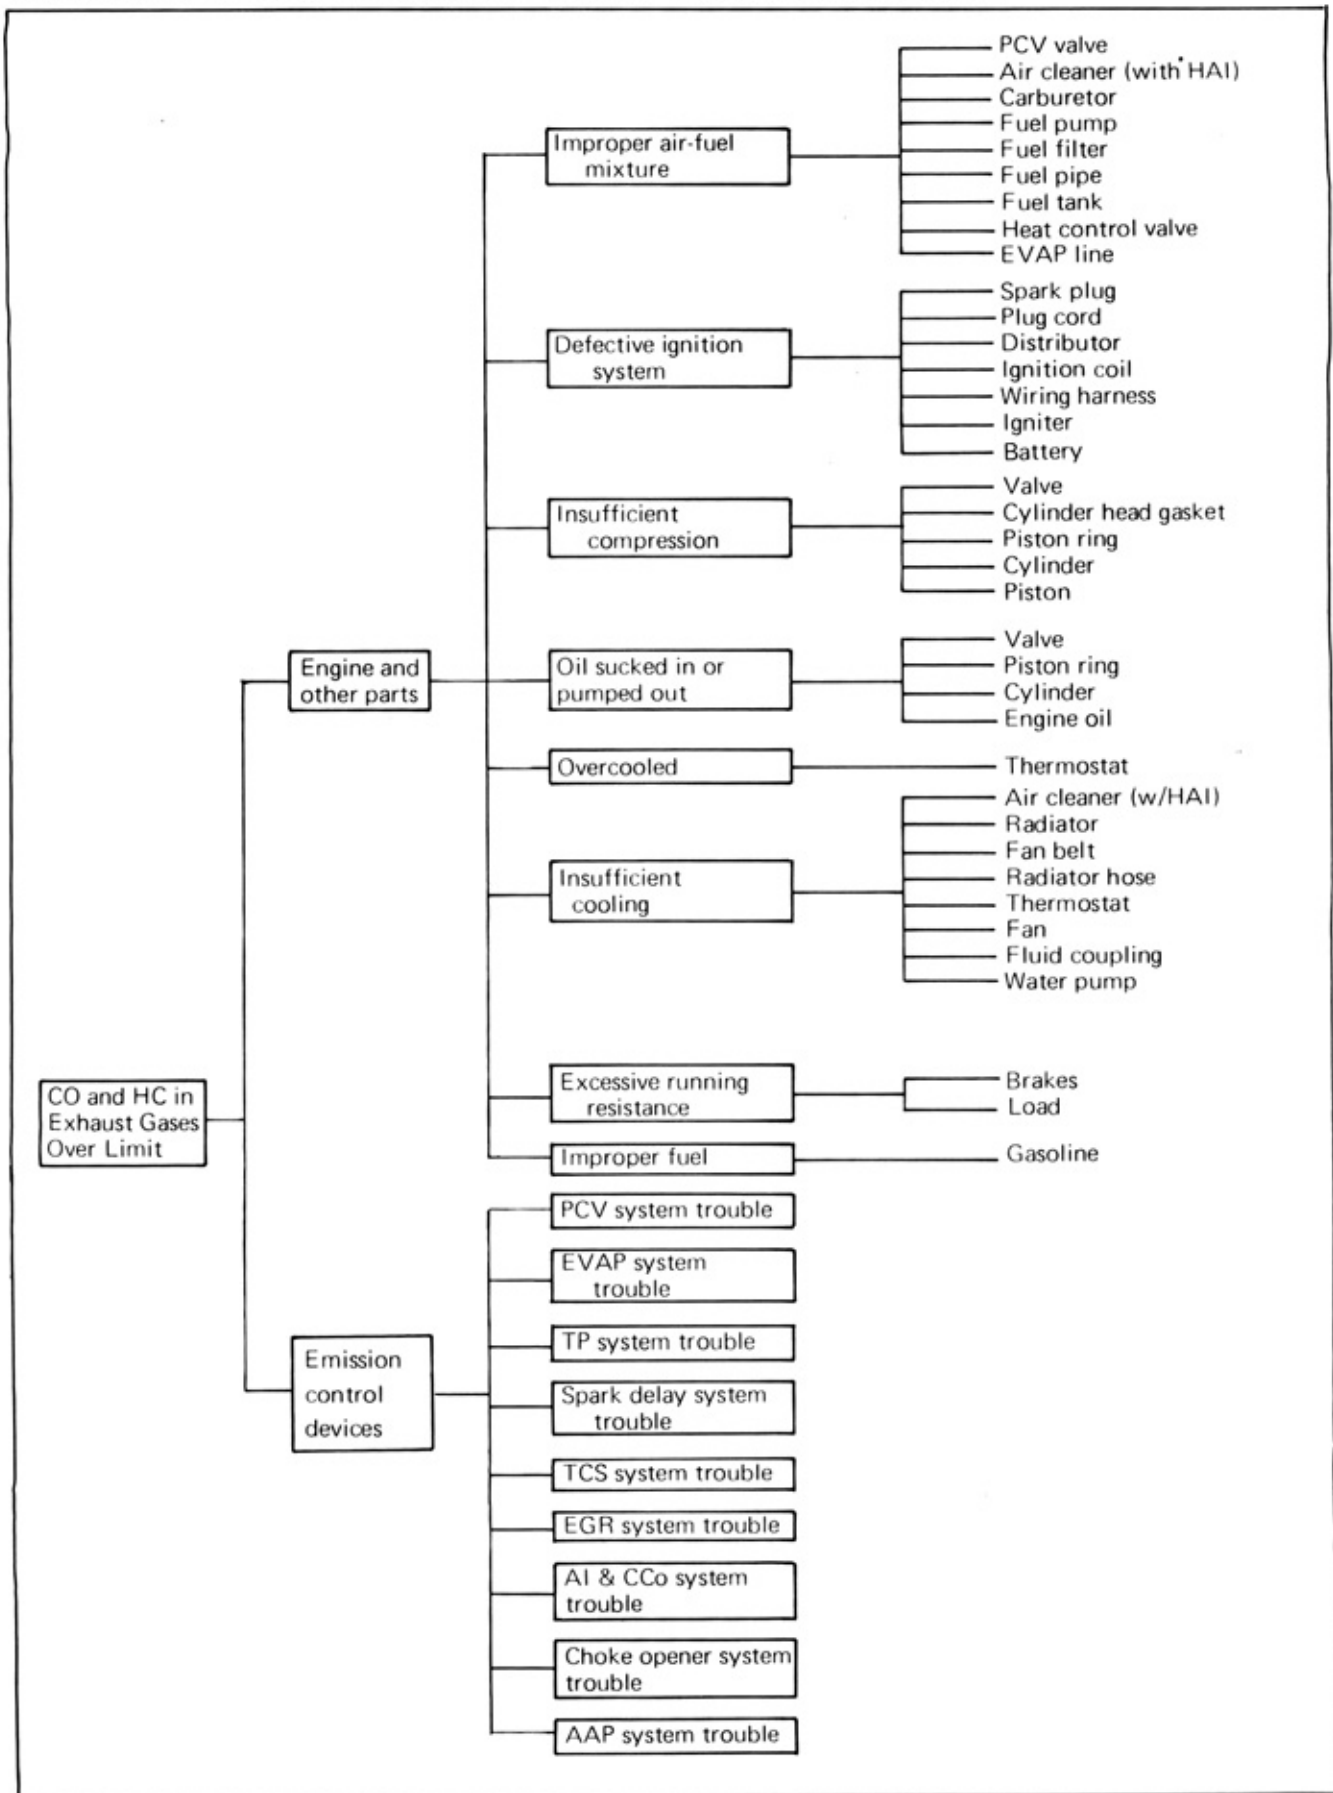 PCV valve
Air cleaner (with HAI)
Carburetor
Fuel pump
Fuel filter
Fuel pipe
Fuel tank
Heat control valve
EVAP line
Improper air-fuel
mixture
Spark plug
Plug cord
Distributor
Ignition coil
Wiring harness
Igniter
Battery
Defective ignition
system
Valve
Cylinder head gasket
Piston ring
Cylinder
Piston
Insufficient
compression
Engine and
other parts
Oil sucked in or
pumped out
Valve
Piston ring
Cylinder
Engine oil
Overcooled
Thermostat
Air cleaner (w/HAI)
Radiator
Fan belt
Radiator hose
Thermostat
Fan
Fluid coupling
Water pump
Insufficient
cooling
CO and HC in
Exhaust Gases
Over Limit
Excessive running
resistance
Brakes
Load
Improper fuel
Gasoline
PCV system trouble
EVAP system
trouble
TP system trouble
Emission
control
devices
Spark delay system
trouble
TCS system trouble
EGR system trouble
AI & CCo system
trouble
Choke opener system
trouble
AAP system trouble